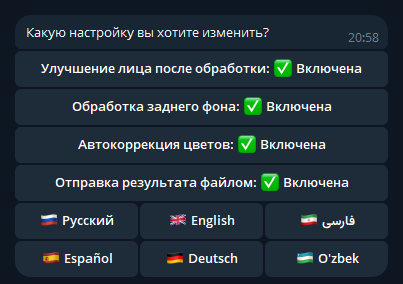 Какую настройку вы хотите изменить?
20:58
Улучшение лица после обработки: ✅ Включена
Обработка заднего фона: ✅ Включена
Автокоррекция цветов: ✅ Включена
Отправка результата файлом: ✅ Включена
🇷🇺 Русский 🇬🇧 English 🇮🇷 فارسی
🇪🇸 Español 🇩🇪 Deutsch 🇺🇿 O'zbek